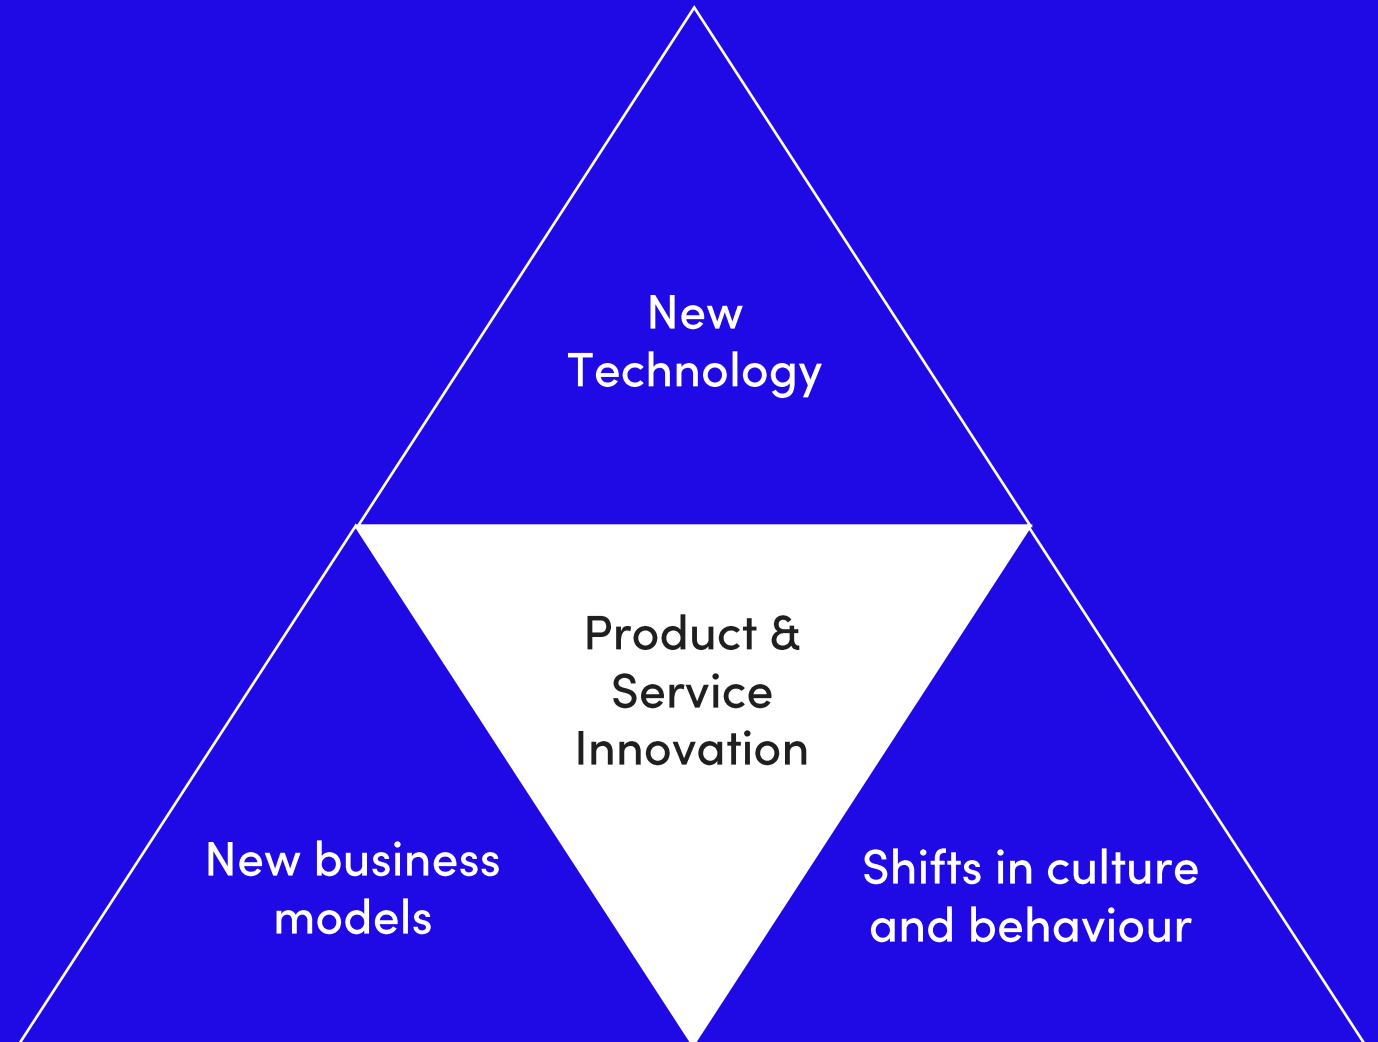 New
Technology
Product &
Service
Innovation
New business
models
Shifts in culture
and behaviour